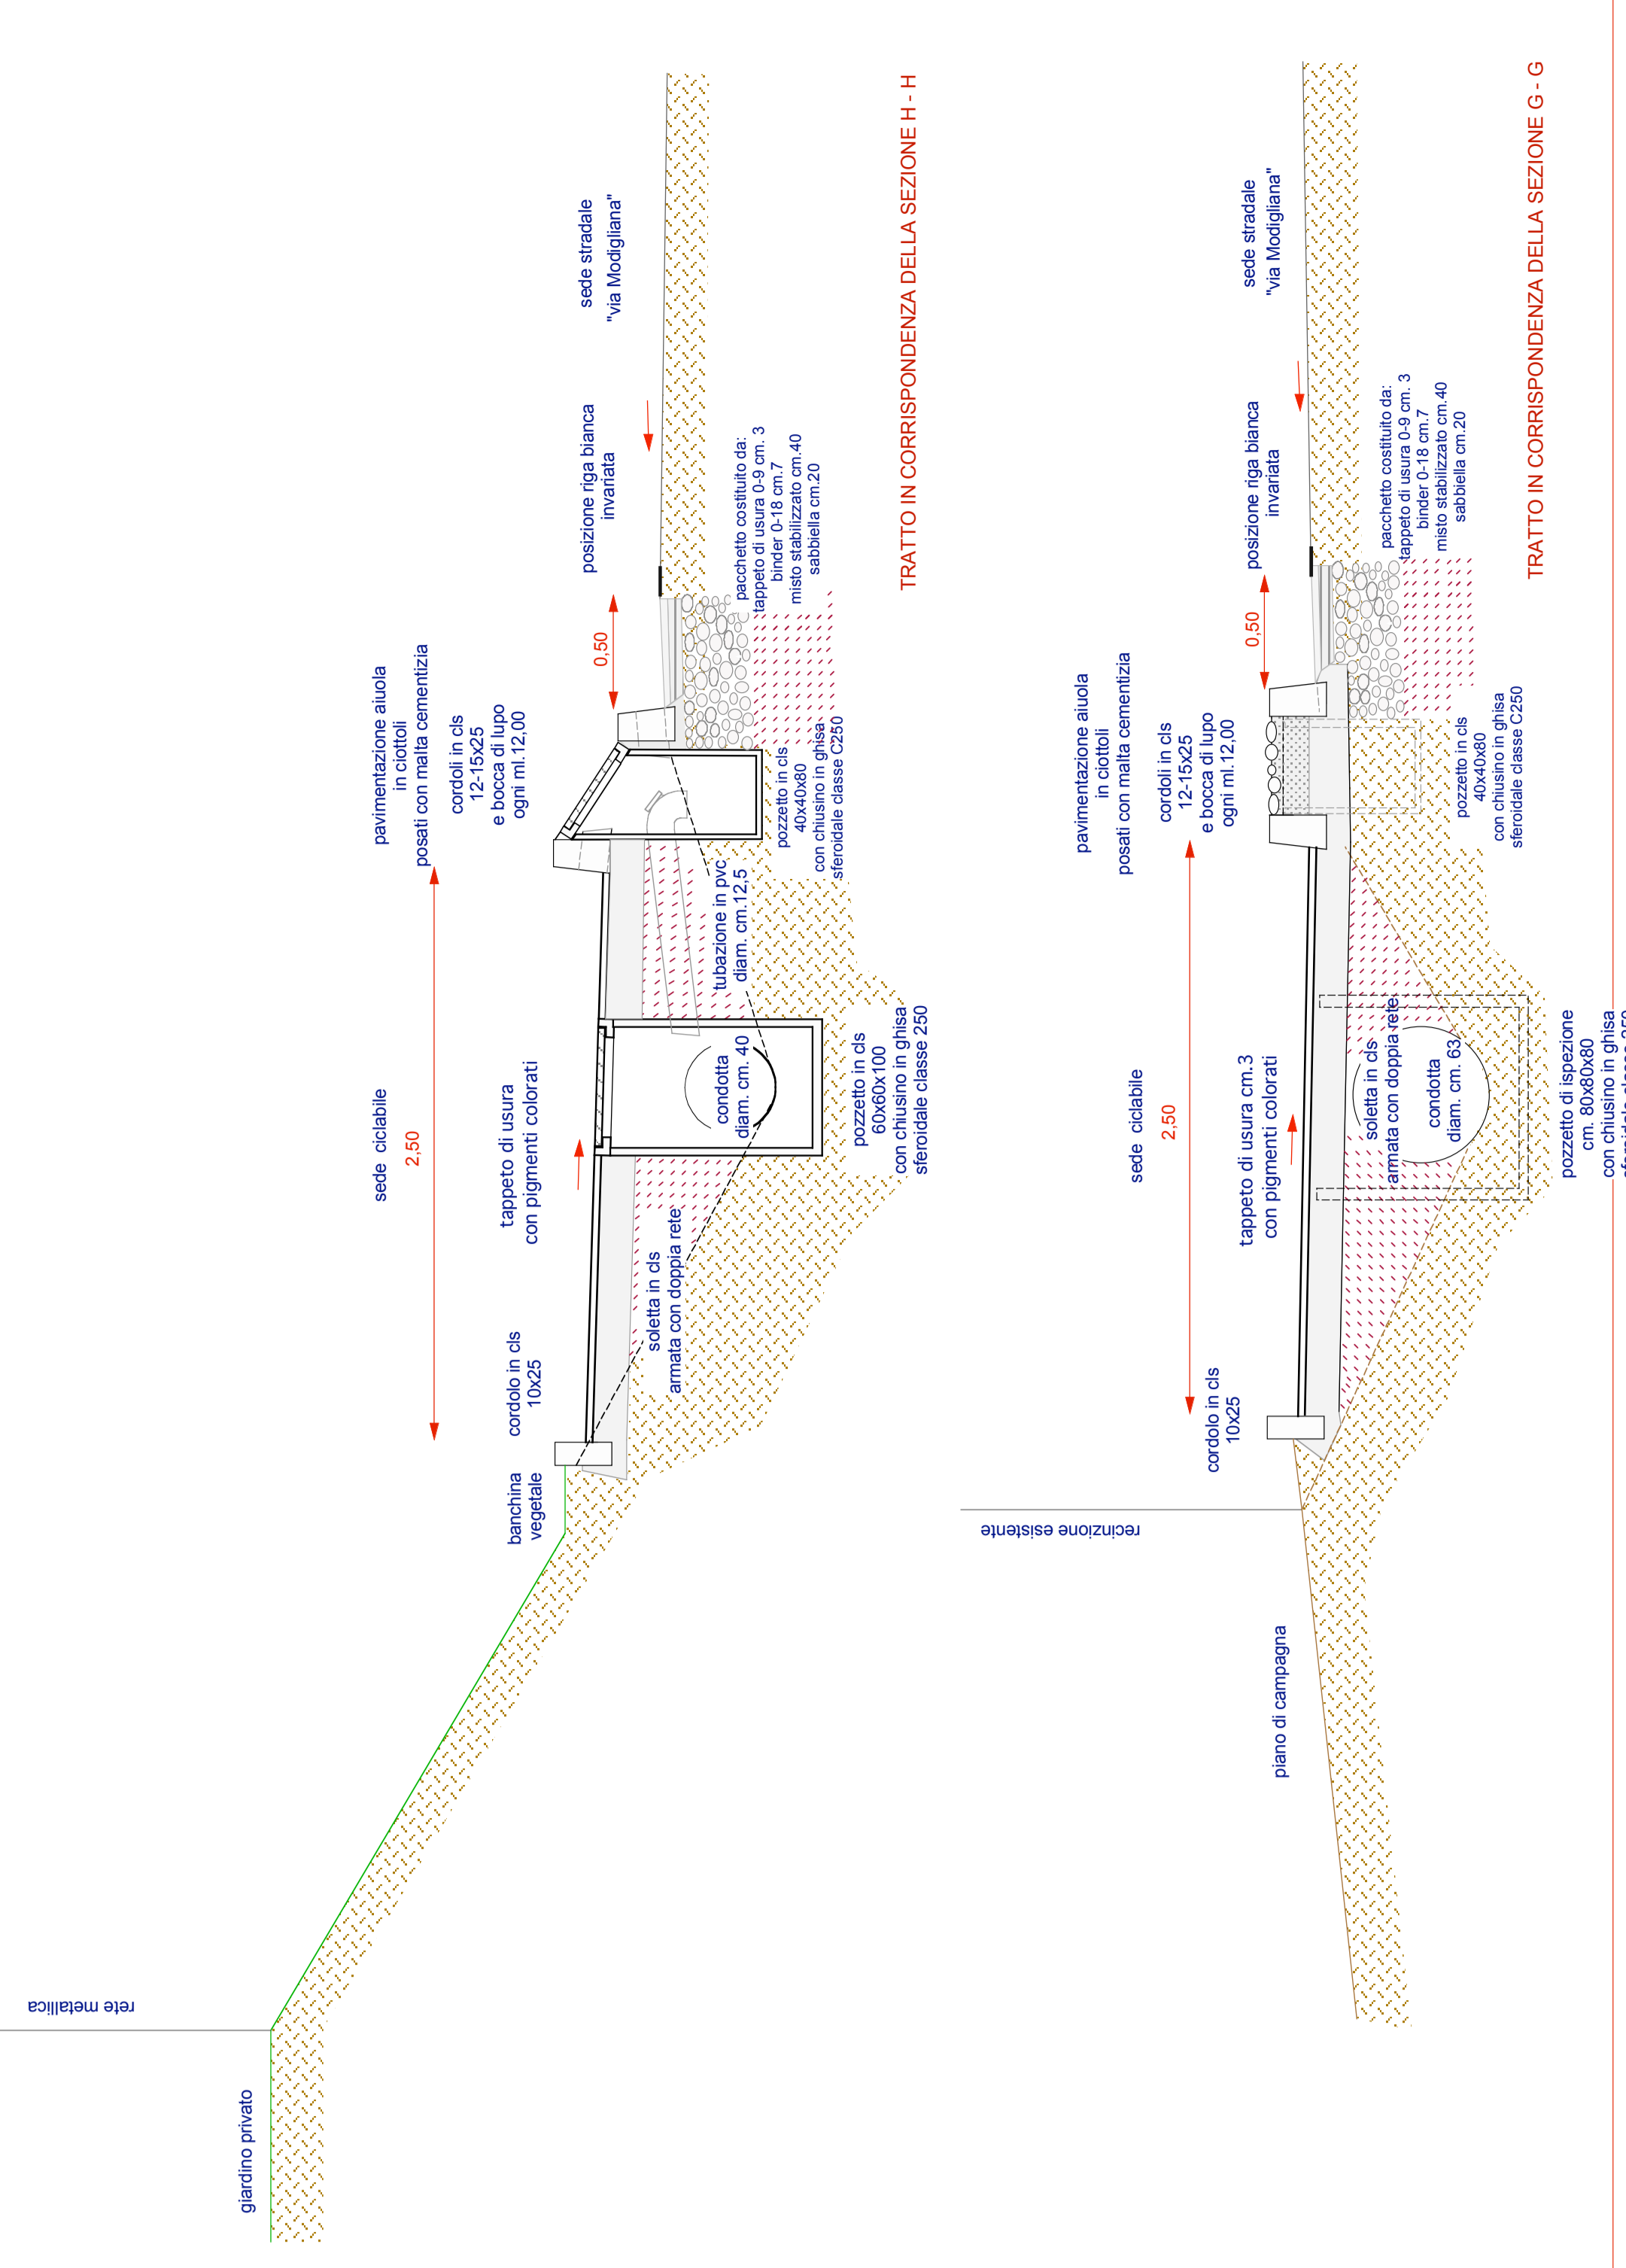 giardino privato
rete metallica
banchina
vegetale
cordolo in cls
10x25
sede  ciclabile
2,50
tappeto di usura
con pigmenti colorati
soletta in cls
armata con doppia rete
condotta
diam. cm. 40
pozzetto in cls
60x60x100
con chiusino in ghisa
sferoidale classe 250
tubazione in pvc
diam. cm.12,5
pavimentazione aiuola
in ciottoli
posati con malta cementizia
cordoli in cls
12-15x25
e bocca di lupo
ogni ml.12,00
pozzetto in cls
40x40x80
con chiusino in ghisa
sferoidale classe C250
0,50
posizione riga bianca
invariata
pacchetto costituito da:
tappeto di usura 0-9 cm. 3
binder 0-18 cm.7
misto stabilizzato cm.40
sabbiella cm.20
sede stradale
"via Modigliana"
TRATTO IN CORRISPONDENZA DELLA SEZIONE H - H
piano di campagna
recinzione esistente
cordolo in cls
10x25
sede  ciclabile
2,50
tappeto di usura cm.3
con pigmenti colorati
soletta in cls
armata con doppia rete
condotta
diam. cm. 63
pozzetto di ispezione
cm. 80x80x80
con chiusino in ghisa
pavimentazione aiuola
in ciottoli
posati con malta cementizia
cordoli in cls
12-15x25
e bocca di lupo
ogni ml.12,00
pozzetto in cls
40x40x80
con chiusino in ghisa
sferoidale classe C250
0,50
posizione riga bianca
invariata
pacchetto costituito da:
tappeto di usura 0-9 cm. 3
binder 0-18 cm.7
misto stabilizzato cm.40
sabbiella cm.20
sede stradale
"via Modigliana"
TRATTO IN CORRISPONDENZA DELLA SEZIONE G - G